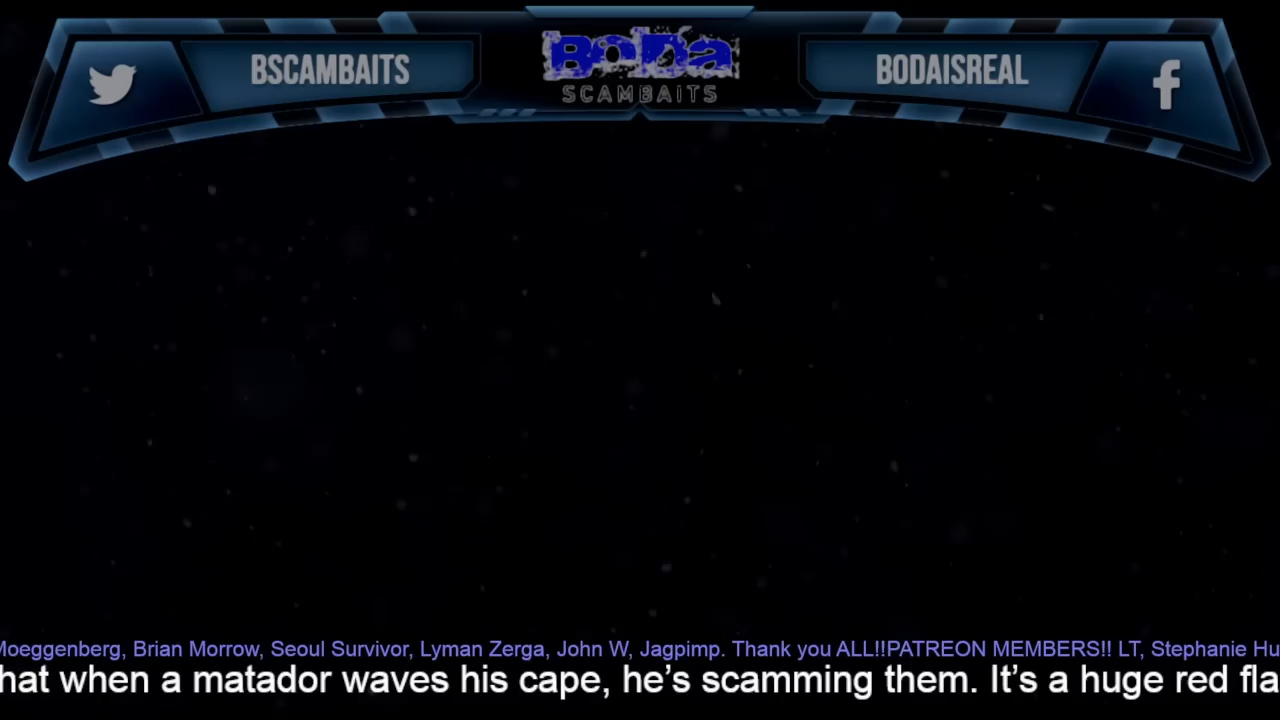 BSCAMBAITS
BoDa
SCAMBAITS
BODAISREAL
Moeggenberg, Brian Morrow, Seoul Survivor, Lyman Zerga, John W, Jagpimp. Thank you ALL!!PATREON MEMBERS!! LT, Stephanie Hu
hat when a matador waves his cape, he’s scamming them. It’s a huge red fla